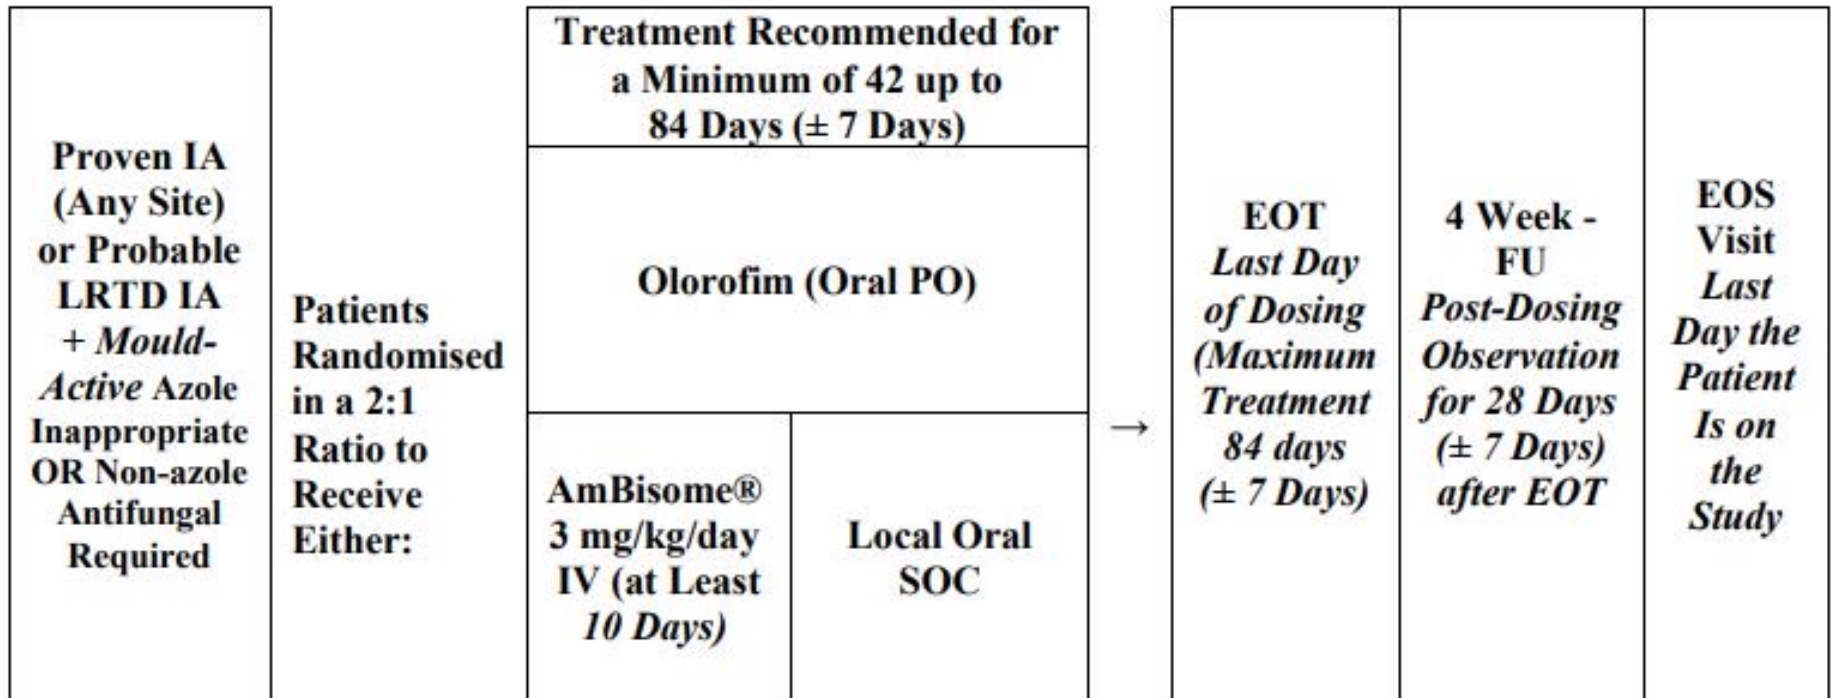 Proven IA
(Any Site)
or Probable
LRTD IA
+ Mould-
Active Azole
Inappropriate
OR Non-azole
Antifungal
Required
Patients
Randomised
in a 2:1
Ratio to
Receive
Either:
Treatment Recommended for
a Minimum of 42 up to
84 Days (± 7 Days)
Olorofim (Oral PO)
AmBisome®
3 mg/kg/day
IV (at Least
10 Days)
Local Oral
SOC
→
EOT
Last Day
of Dosing
(Maximum
Treatment
84 days
(± 7 Days)
4 Week -
FU
Post-Dosing
Observation
for 28 Days
(± 7 Days)
after EOT
EOS
Visit
Last
Day the
Patient
Is on
the
Study